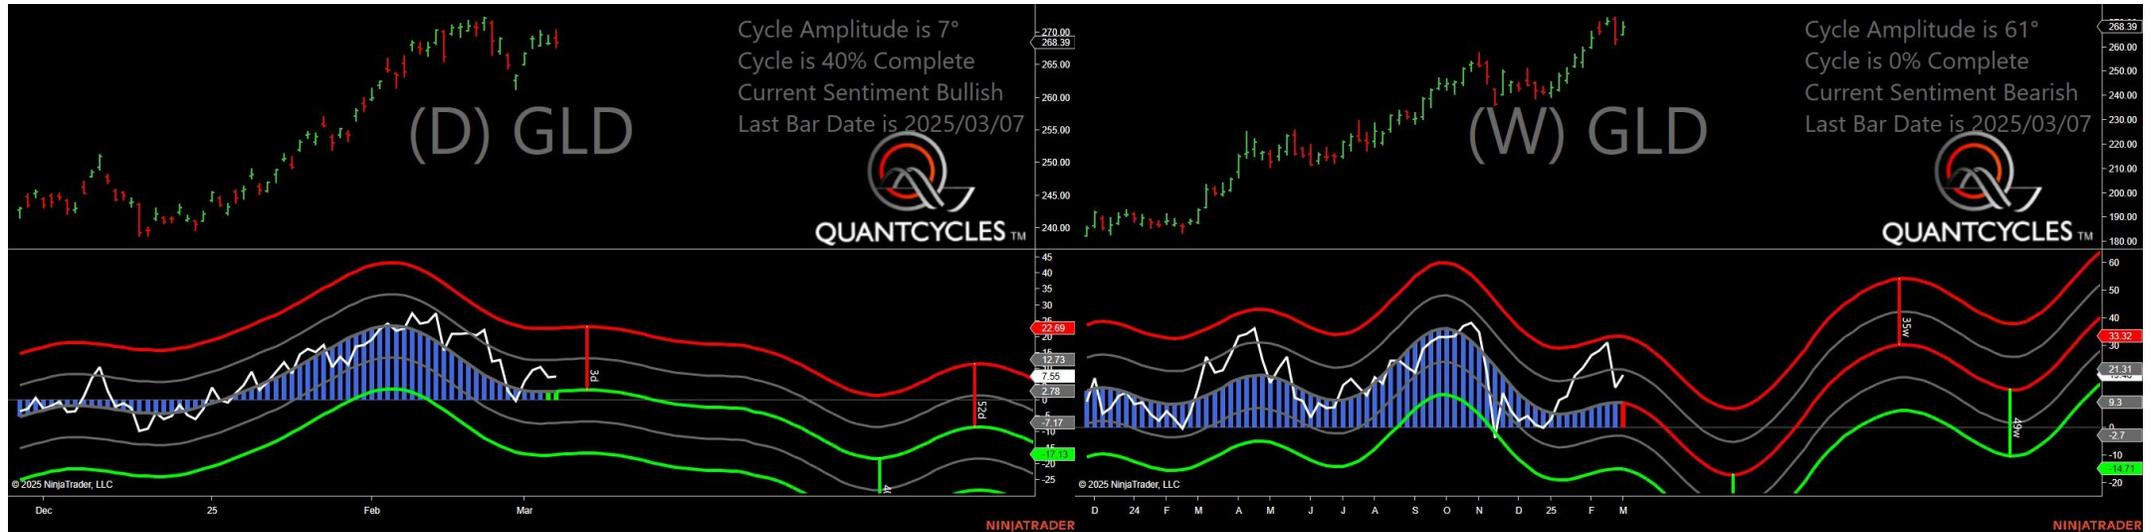 Cycle Amplitude is 7°
Cycle is 40% Complete
Current Sentiment Bullish
Last Bar Date is 2025/03/07
(D) GLD
QUANTCYCLES TM
270.00
268.39
265.00
260.00
255.00
250.00
245.00
240.00
45
40
35
30
22.69
20
15
12.73
7.55
2.78
0
-7.17
-10
-17.13
-20
-25
3d
52d
© 2025 NinjaTrader, LLC
Dec 25 Feb Mar
NINJATRADER
Cycle Amplitude is 61°
Cycle is 0% Complete
Current Sentiment Bearish
Last Bar Date is 2025/03/07
(W) GLD
QUANTCYCLES TM
268.39
260.00
250.00
240.00
230.00
220.00
210.00
200.00
190.00
180.00
60
50
40
33.32
30
21.31
9.3
0
-2.7
-10
-14.71
-20
35w
49w
© 2025 NinjaTrader, LLC
D 24 F M A M J J A S O N D 25 F M
NINJATRADER